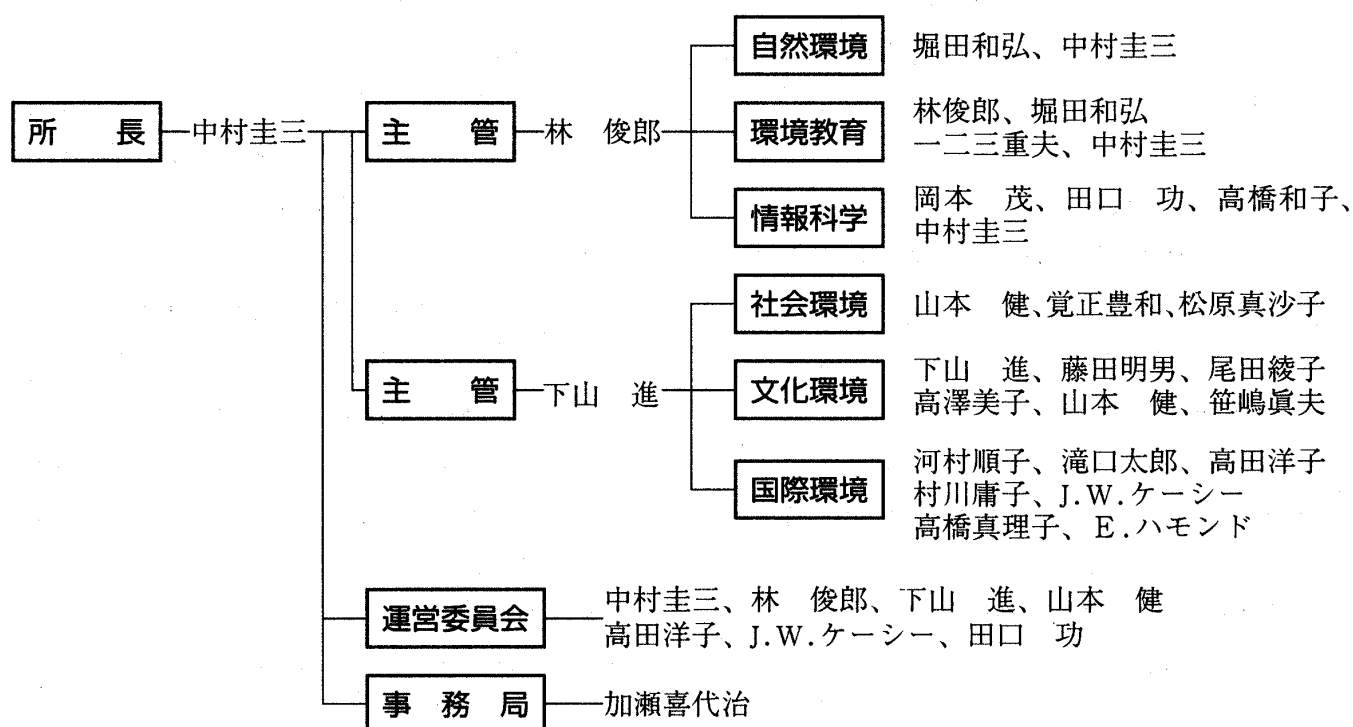 所　長
中村圭三
主　管
林　俊郎
自然環境
堀田和弘、中村圭三
環境教育
林俊郎、堀田和弘
一二三重夫、中村圭三
情報科学
岡本　茂、田口　功、高橋和子、
中村圭三
主　管
下山　進
社会環境
山本　健、覚正豊和、松原真沙子
文化環境
下山　進、藤田明男、尾田綾子
高澤美子、山本　健、笹嶋眞夫
国際環境
河村順子、滝口太郎、高田洋子
村川庸子、J.W.ケーシー
高橋真理子、E.ハモンド
運営委員会
中村圭三、林　俊郎、下山　進、山本　健
高田洋子、J.W.ケーシー、田口　功
事　務　局
加瀬喜代治